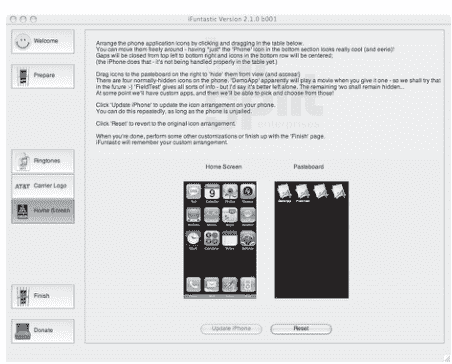 iFuntastic Version 2.1.0 b001
Welcome
Prepare
Ringtones
AT&T Carrier Logo
Home Screen
Finish
Donate
Arrange the phone application icons by clicking and dragging in the table below.
You can move them freely around - having "just" the 'Phone' icon in the bottom section looks really cool (and eerie)!
Gaps will be closed from top left to bottom right and icons in the bottom row will be centered;
(the iPhone does that - it's not being handled properly in the table yet.)
Drag icons to the pasteboard on the right to 'hide' them from view (and access!)
There are four normally-hidden icons on the phone. 'DemoApp' apparently will play a movie when you give it one - so we shall try that
in the future :-) 'FieldTest' gives all sorts of info - but I'd say it's better left alone. The remaining two shall remain hidden...
At some point we'll have custom apps, and then we'll be able to pick and choose from those!
Click 'Update iPhone' to update the icon arrangement on your phone.
You can do this repeatedly, as long as the phone is unjailed.
Click 'Reset' to revert to the original icon arrangement.
When you're done, perform some other customizations or finish up with the 'Finish' page.
iFuntastic will remember your custom arrangement.
Home Screen
Pasteboard
Update iPhone
Reset